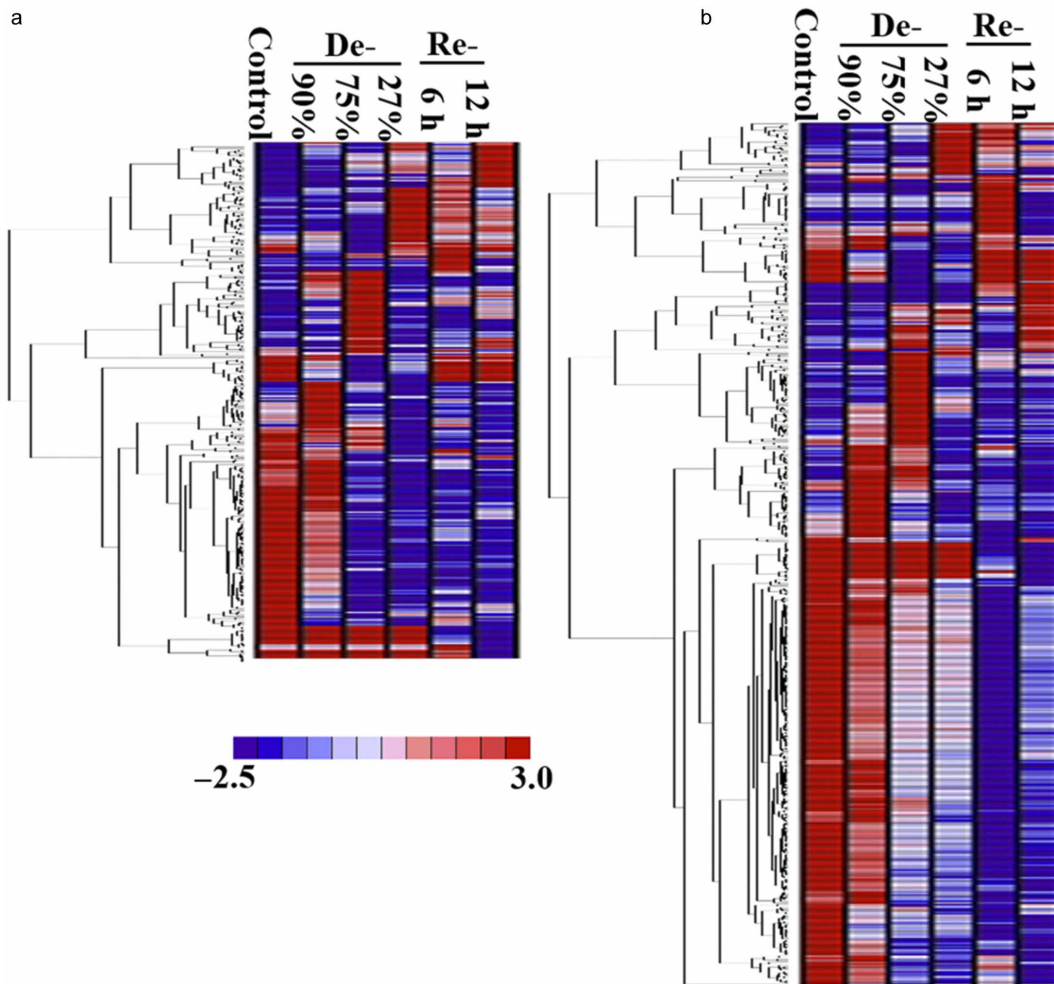 a
Control
De-
90%
75%
27%
Re-
6 h
12 h
b
Control
De-
90%
75%
27%
Re-
6 h
12 h
−2.5
3.0